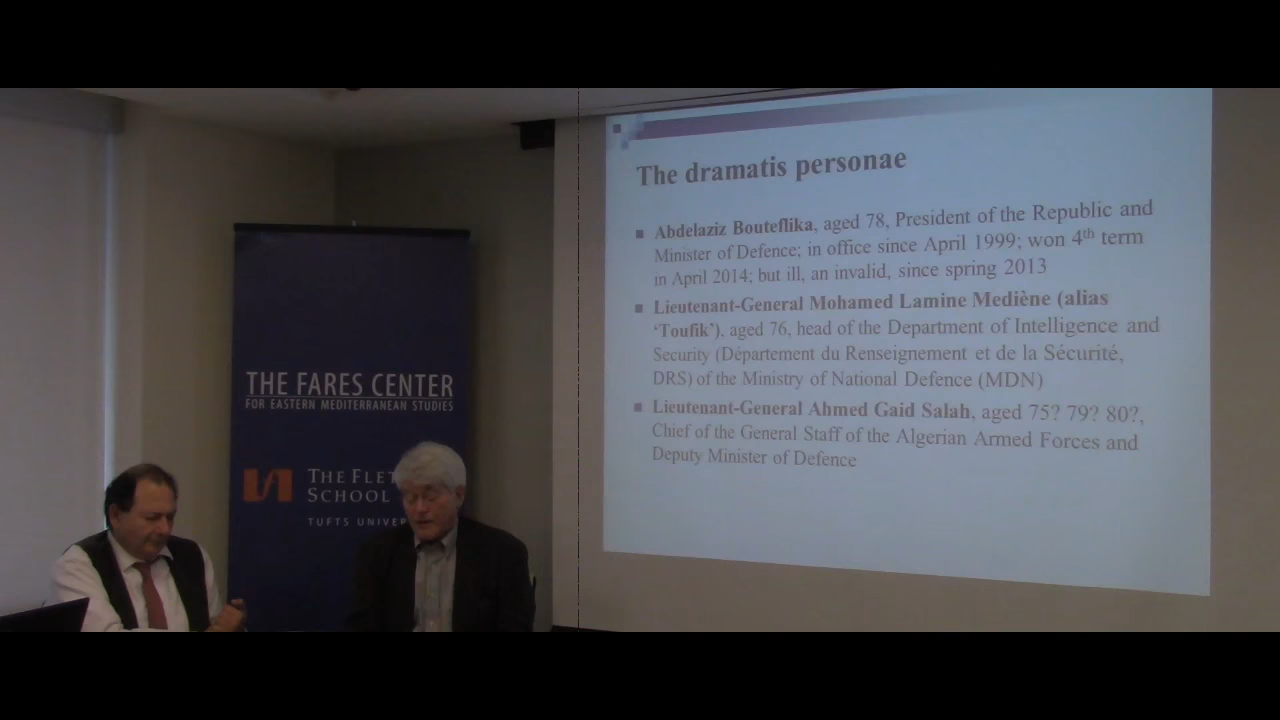 The dramatis personae
Abdelaziz Bouteflika, aged 78, President of the Republic and
Minister of Defence; in office since April 1999; won 4th term
in April 2014; but ill, an invalid, since spring 2013
Lieutenant-General Mohamed Lamine Mediène (alias
‘Toufik’), aged 76, head of the Department of Intelligence and
Security (Département du Renseignement et de la Sécurité,
DRS) of the Ministry of National Defence (MDN)
Lieutenant-General Ahmed Gaid Salah, aged 75? 79? 80?,
Chief of the General Staff of the Algerian Armed Forces and
Deputy Minister of Defence
THE FARES CENTER
FOR EASTERN MEDITERRANEAN STUDIES
THE FLET
SCHOOL
TUFTS UNIVER